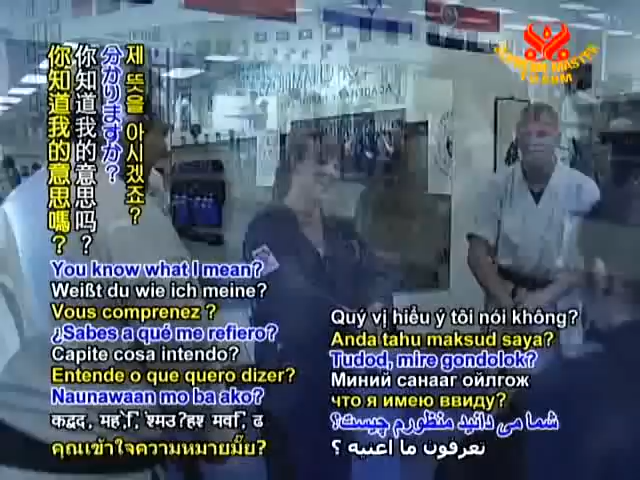 제 뜻을 아시겠죠?
分かりますか?
你知道我的意思吗?
你知道我的意思嗎?
You know what I mean?
Weißt du wie ich meine?
Vous comprenez ?
¿Sabes a qué me refiero?
Capite cosa intendo?
Entende o que quero dizer?
Naunawaan mo ba ako?
คุณเข้าใจความหมายมั๊ย?
Quý vị hiểu ý tôi nói không?
Anda tahu maksud saya?
Tudod, mire gondolok?
Миний санааг ойлгож
что я имею ввиду?
شما می دانید منظورم چیست؟
تعرفون ما اعنيه ؟